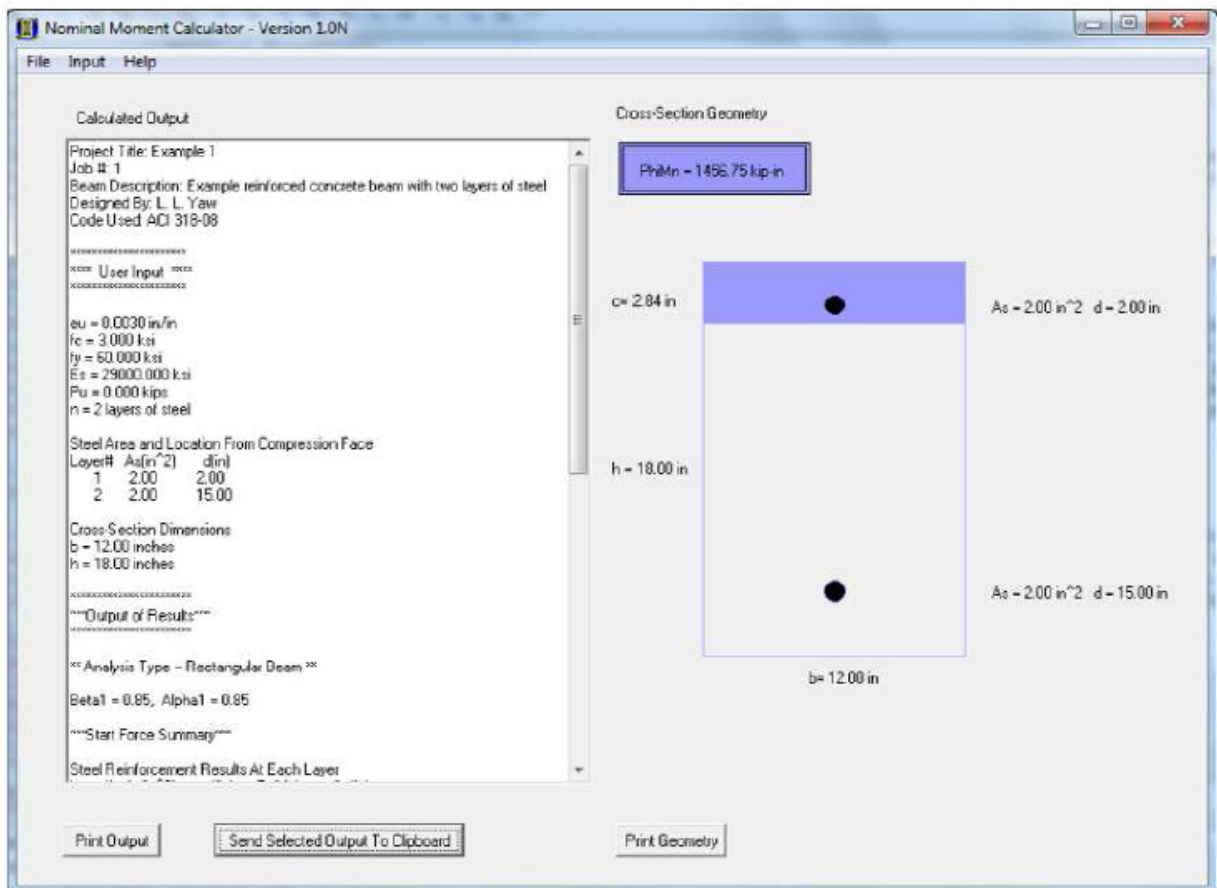 Nominal Moment Calculator - Version 1.0N
File Input Help
Calculated Output
Project Title: Example 1
Job #: 1
Beam Description: Example reinforced concrete beam with two layers of steel
Designed By: L. L. Yaw
Code Used: ACI 318-08
**** User Input ****
eu = 0.0030 in/in
fc = 3.000 ksi
fy = 60.000 ksi
Es = 29000.000 ksi
Pu = 0.000 kips
n = 2 layers of steel
Steel Area and Location From Compression Face
Layer# As(in^2) d(in)
1 2.00 2.00
2 2.00 15.00
Cross-Section Dimensions
b = 12.00 inches
h = 18.00 inches
***Output of Results***
** Analysis Type - Rectangular Beam **
Beta1 = 0.85, Alpha1 = 0.85
***Start Force Summary***
Steel Reinforcement Results At Each Layer
Print Output
Send Selected Output To Clipboard
Cross-Section Geometry
PhiMn = 1456.75 kip-in
c= 2.84 in
As = 2.00 in^2 d = 2.00 in
h = 18.00 in
As = 2.00 in^2 d = 15.00 in
b= 12.00 in
Print Geometry